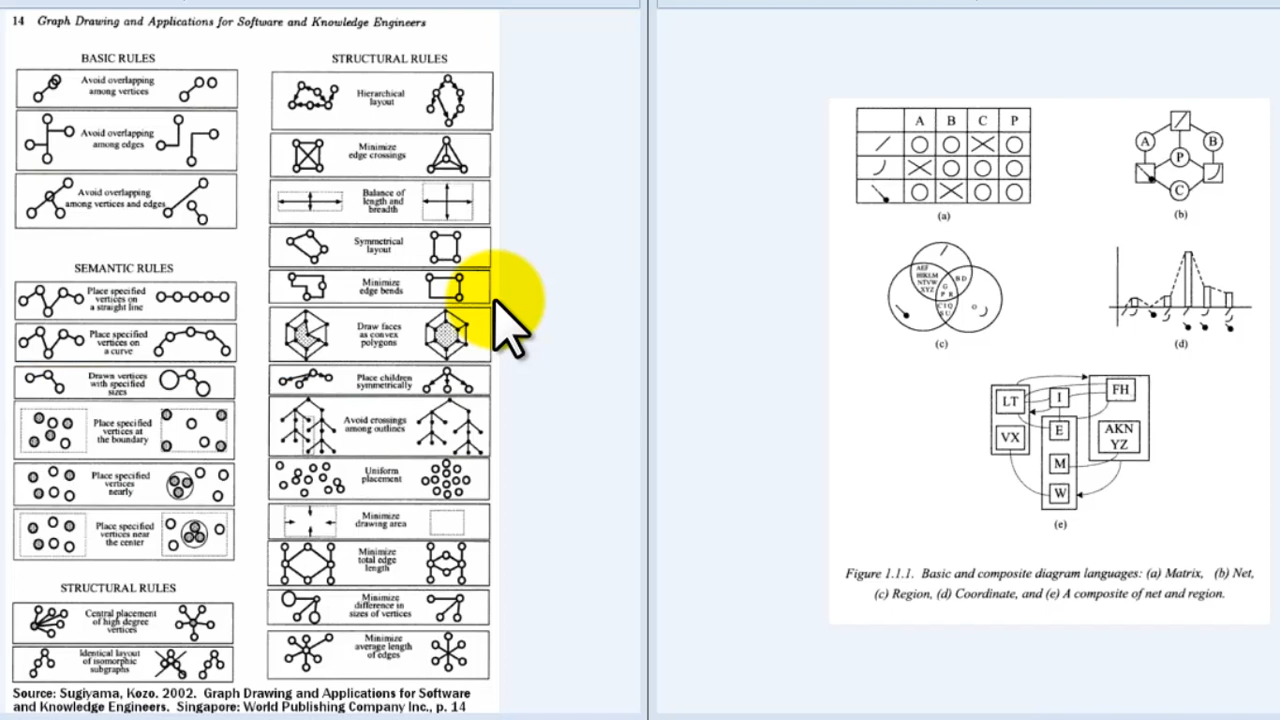 14 Graph Drawing and Applications for Software and Knowledge Engineers
BASIC RULES
Avoid overlapping
among vertices
Avoid overlapping
among edges
Avoid overlapping
among vertices and edges
SEMANTIC RULES
Place specified
vertices on
a straight line
Place specified
vertices on
a curve
Drawn vertices
with specified
sizes
Place specified
vertices at
the boundary
Place specified
vertices
nearly
Place specified
vertices near
the center
STRUCTURAL RULES
Central placement
of high degree
vertices
Identical layout
of isomorphic
subgraphs
STRUCTURAL RULES
Hierarchical
layout
Minimize
edge crossings
Balance of
length and
breadth
Symmetrical
layout
Minimize
edge bends
Draw faces
as convex
polygons
Place children
symmetrically
Avoid crossings
among outlines
Uniform
placement
Minimize
drawing area
Minimize
total edge
length
Minimize
difference in
sizes of vertices
Minimize
average length
of edges
Source: Sugiyama, Kozo. 2002. Graph Drawing and Applications for Software
and Knowledge Engineers. Singapore: World Publishing Company Inc., p. 14
A B C P
(a)
A B
P
C
(b)
AEF
HIKLM
NTVW
XYZ
B D
G
P R
C J Q
S U
O
(c)
(d)
LT I FH
VX E AKN
YZ
M
W
(e)
Figure 1.1.1. Basic and composite diagram languages: (a) Matrix, (b) Net,
(c) Region, (d) Coordinate, and (e) A composite of net and region.